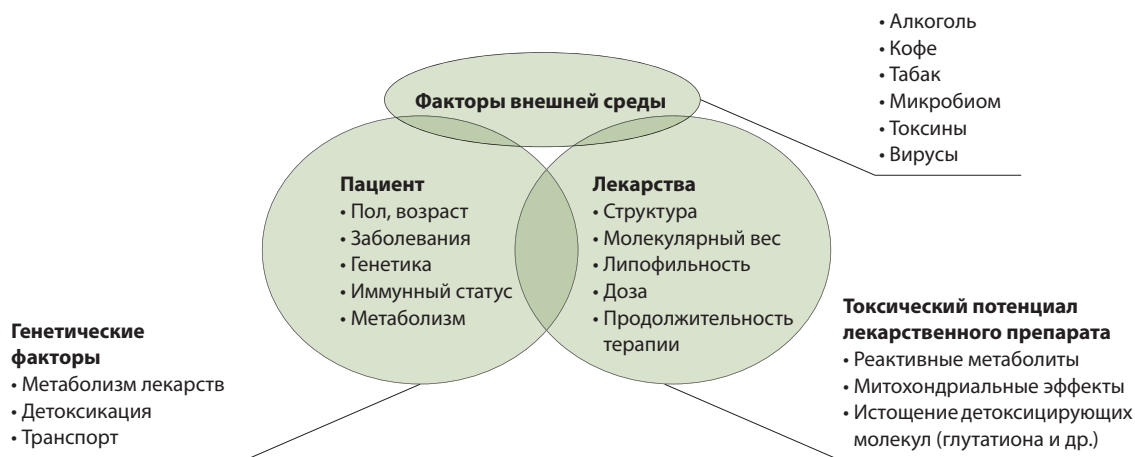 • Алкоголь
• Кофе
• Табак
• Микробиом
• Токсины
• Вирусы
Факторы внешней среды
Пациент
• Пол, возраст
• Заболевания
• Генетика
• Иммунный статус
• Метаболизм
Лекарства
• Структура
• Молекулярный вес
• Липофильность
• Доза
• Продолжительность
терапии
Генетические
факторы
• Метаболизм лекарств
• Детоксикация
• Транспорт
Токсический потенциал
лекарственного препарата
• Реактивные метаболиты
• Митохондриальные эффекты
• Истощение детоксицирующих
молекул (глутатиона и др.)